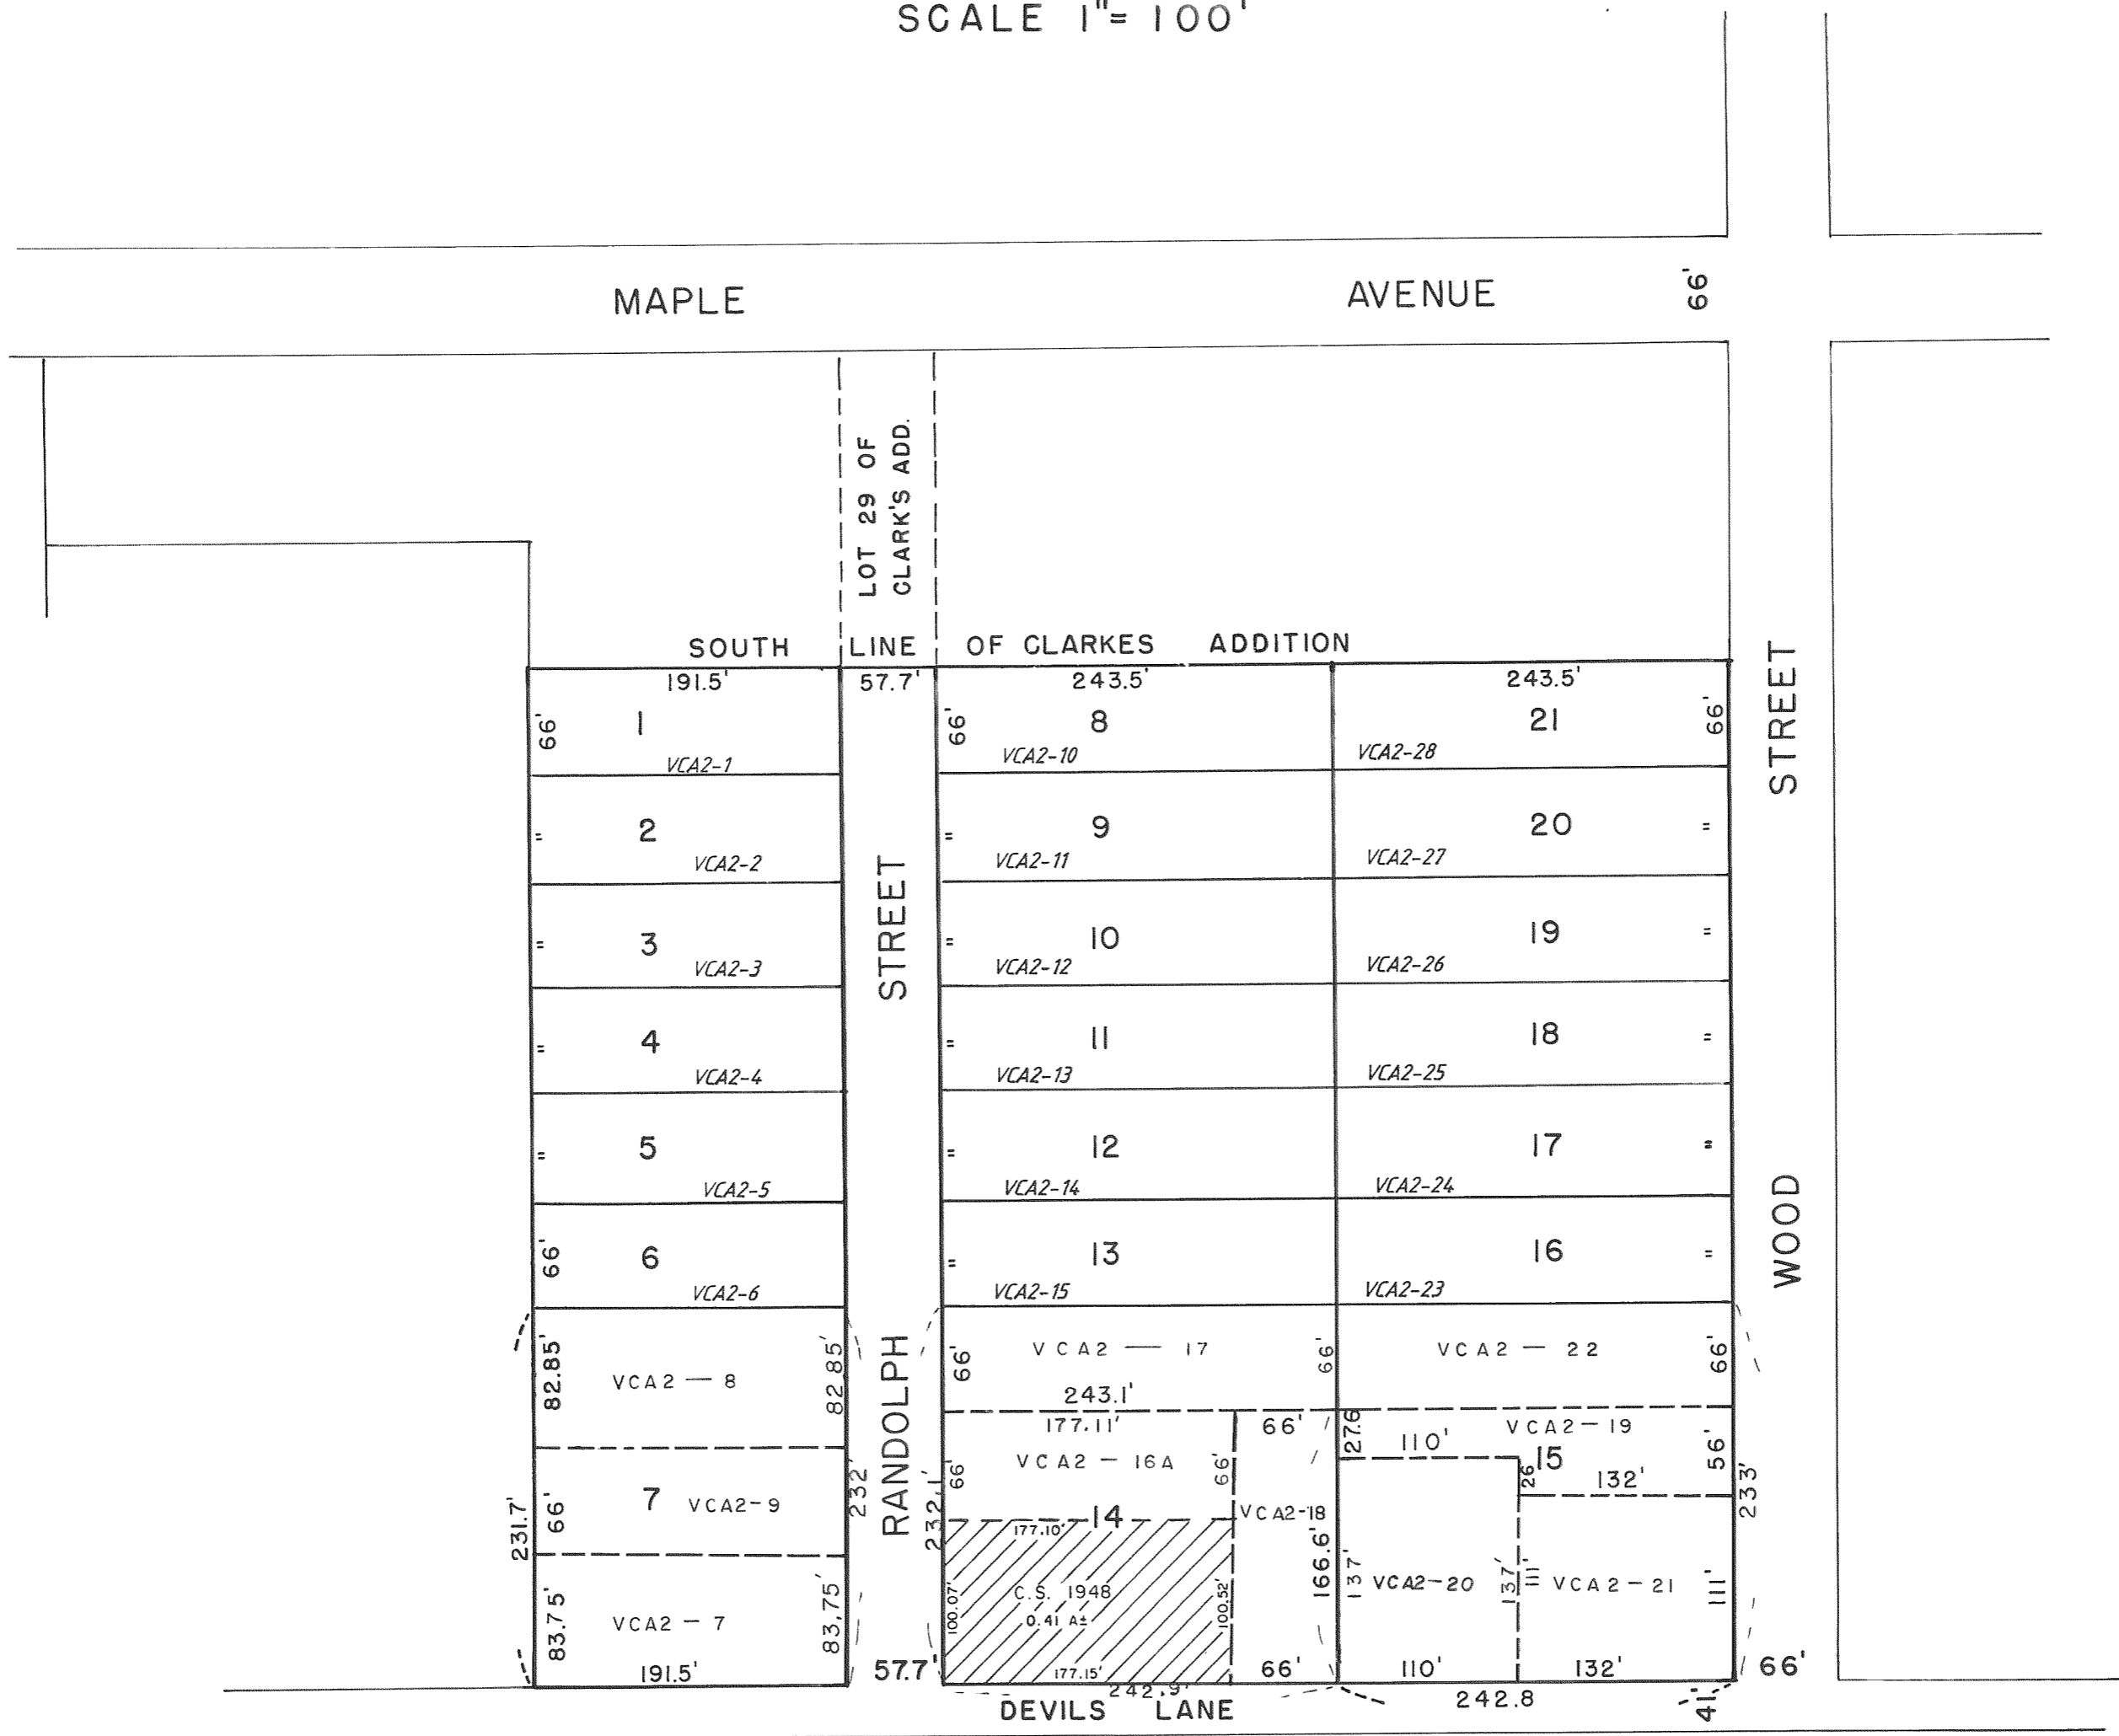 SCALE 1"= 100'
MAPLE AVENUE 66'
LOT 29 OF
CLARK'S ADD.
SOUTH LINE OF CLARKES ADDITION
191.5' 57.7' 243.5' 243.5'
66' 1 66' 8 21 66'
VCA2-1 VCA2-10 VCA2-28
STREET
= 2 = 9 20 =
VCA2-2 VCA2-11 VCA2-27
= 3 = 10 19 =
VCA2-3 VCA2-12 VCA2-26
STREET
= 4 = 11 18 =
VCA2-4 VCA2-13 VCA2-25
= 5 = 12 17 =
VCA2-5 VCA2-14 VCA2-24
66' 6 = 13 16 =
VCA2-6 VCA2-15 VCA2-23
WOOD
82.85' VCA2 — 8 82.85'
RANDOLPH
66' VCA2 — 17 66' VCA2 — 22 66'
243.1'
177.11' 66' 27.6 VCA2 — 19
66' VCA2 — 16A 66' 110' 15 56'
26 132'
231.7' 66' 7 VCA2-9 232' 232.1' 14 VCA2-18 233'
177.10'
100.07' C.S. 1948 100.52' 166.6' 137' VCA2-20 137' 111' VCA2-21 111'
0.41 A±
83.75' VCA2 — 7 83.75'
191.5' 57.7' 177.15' 66' 110' 132' 66'
242.9' 242.8 41'
DEVILS LANE